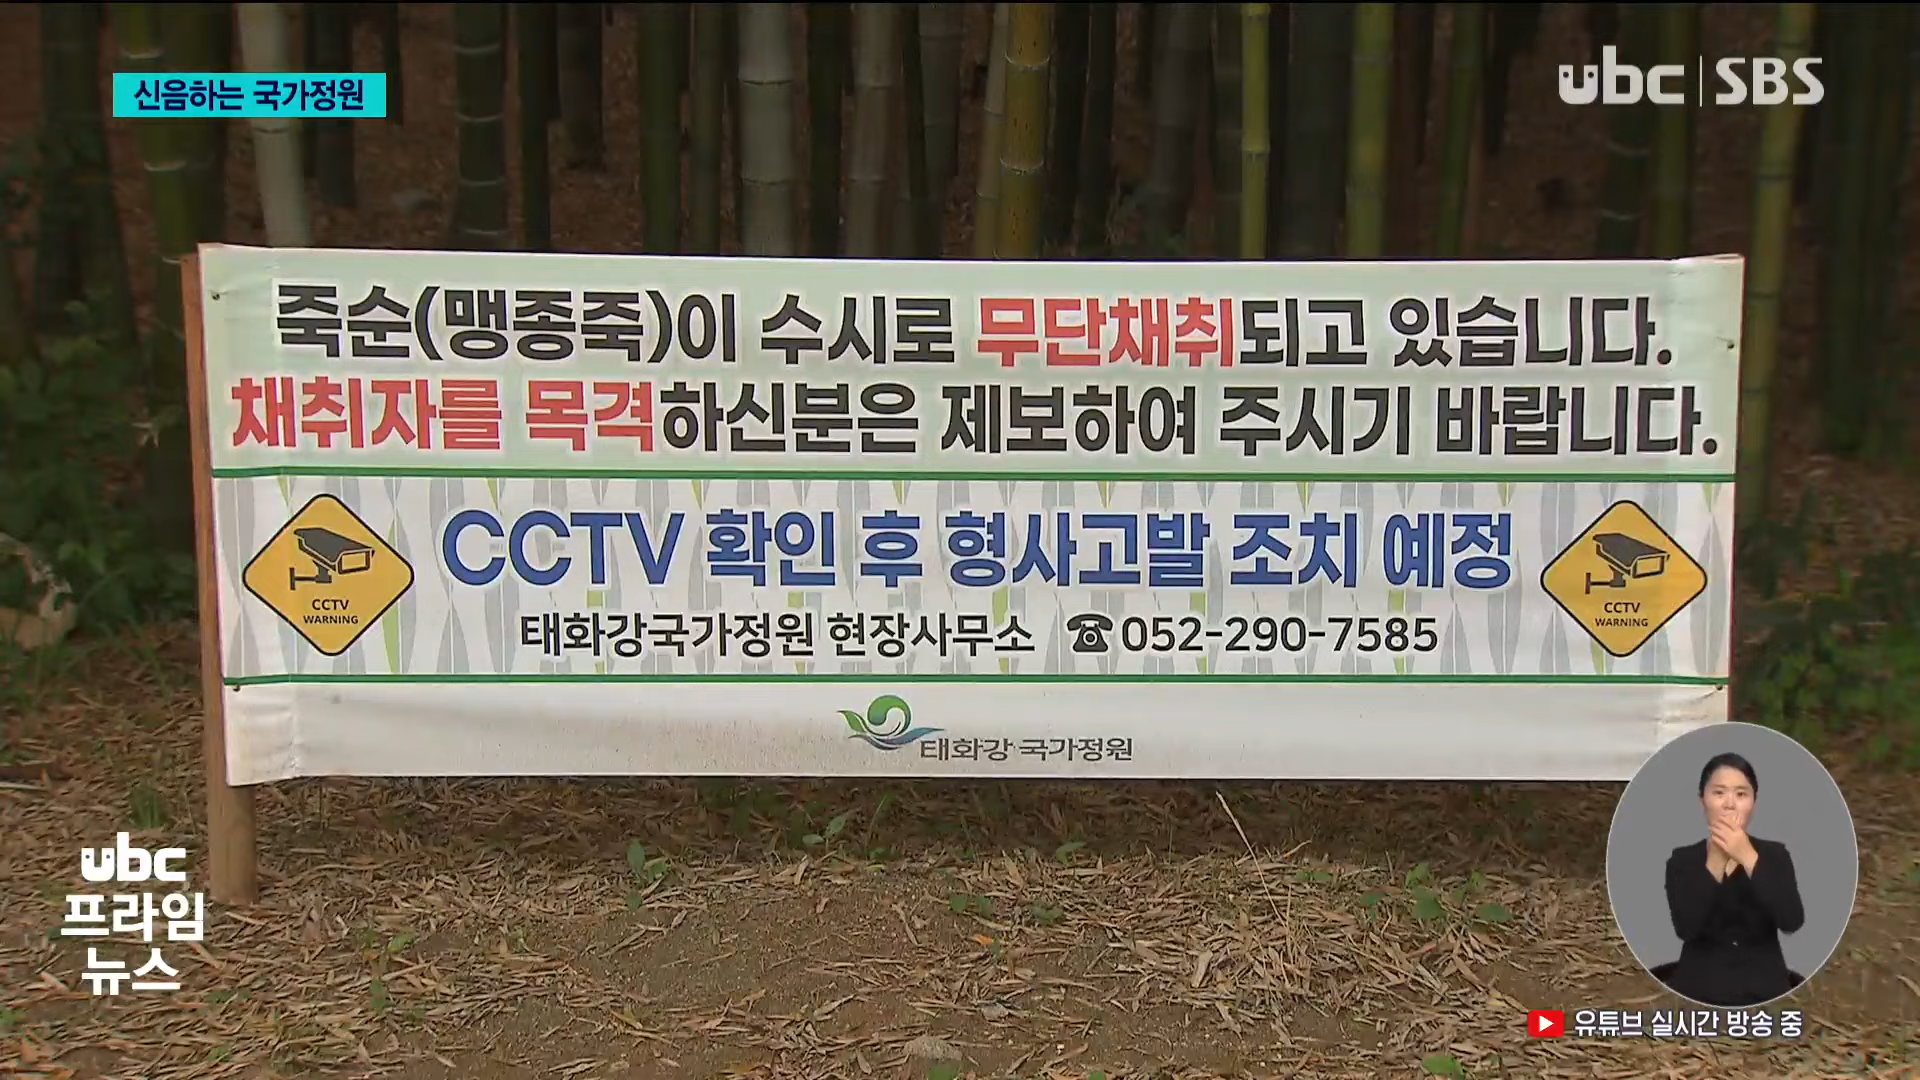 신음하는 국가정원
ubc SBS
죽순(맹종죽)이 수시로 무단채취되고 있습니다.
채취자를 목격하신분은 제보하여 주시기 바랍니다.
CCTV 확인 후 형사고발 조치 예정
CCTV
WARNING
CCTV
WARNING
태화강국가정원 현장사무소 ☎052-290-7585
태화강 국가정원
ubc
프라임
뉴스
유튜브 실시간 방송 중